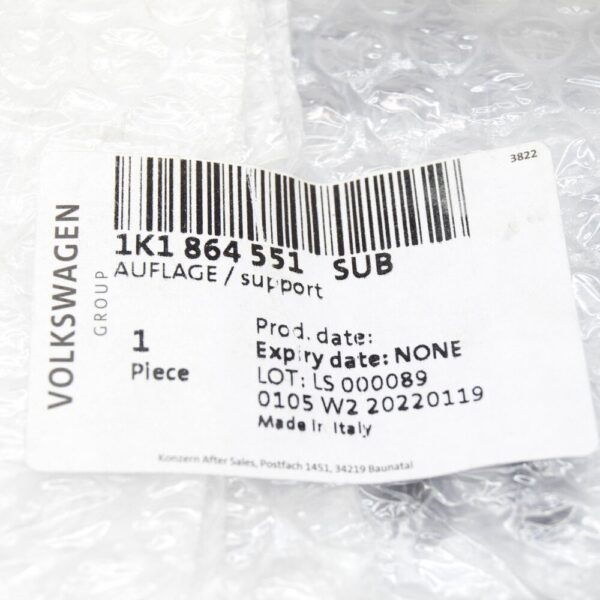 3822
VOLKSWAGEN
GROUP
1K1 864 551 SUB
AUFLAGE / support
1
Piece
Prod. date:
Expiry date: NONE
LOT: LS 000089
0105 W2 20220119
Made in Italy
Konzern After Sales, Postfach 1451, 34219 Baunatal